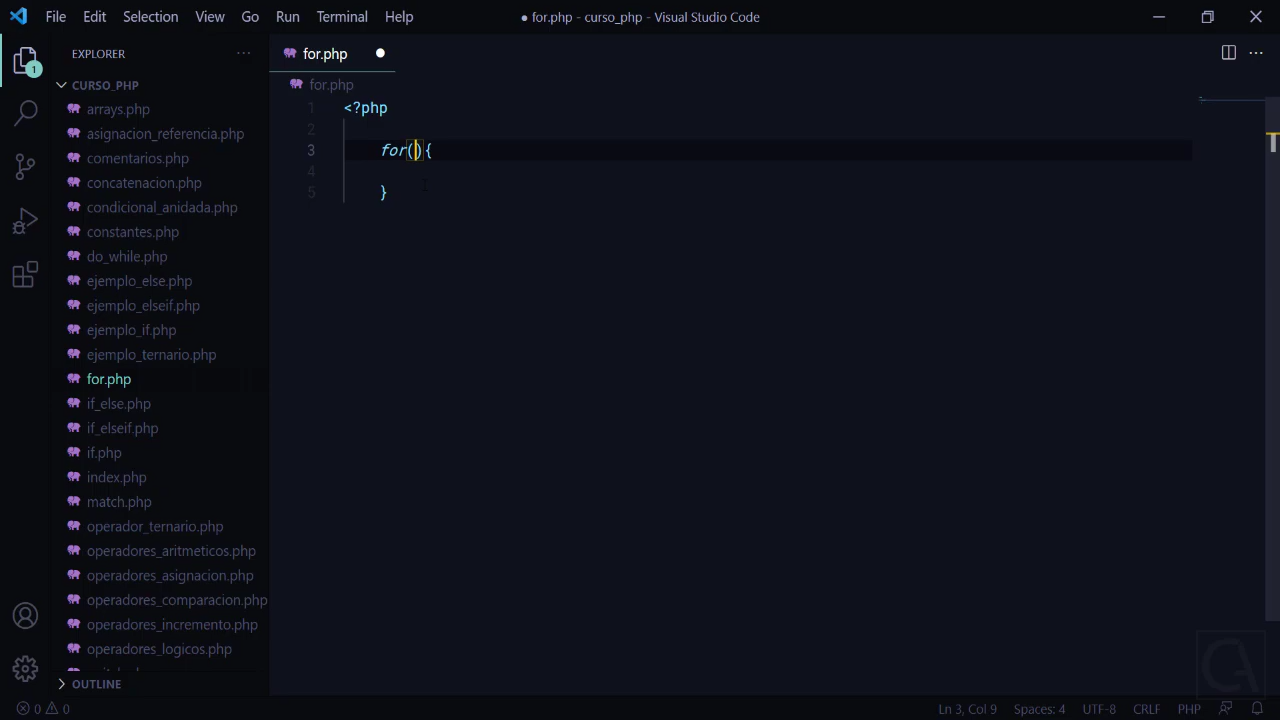 File Edit Selection View Go Run Terminal Help
● for.php - curso_php - Visual Studio Code
EXPLORER
for.php
1
CURSO_PHP
for.php
arrays.php
asignacion_referencia.php
comentarios.php
concatenacion.php
condicional_anidada.php
constantes.php
do_while.php
ejemplo_else.php
ejemplo_elseif.php
ejemplo_if.php
ejemplo_ternario.php
for.php
if_else.php
if_elseif.php
if.php
index.php
match.php
operador_ternario.php
operadores_aritmeticos.php
operadores_asignacion.php
operadores_comparacion.php
operadores_incremento.php
operadores_logicos.php
OUTLINE
1 <?php
2
3 for(){
4
5 }
0 0
Ln 3, Col 9 Spaces: 4 UTF-8 CRLF PHP